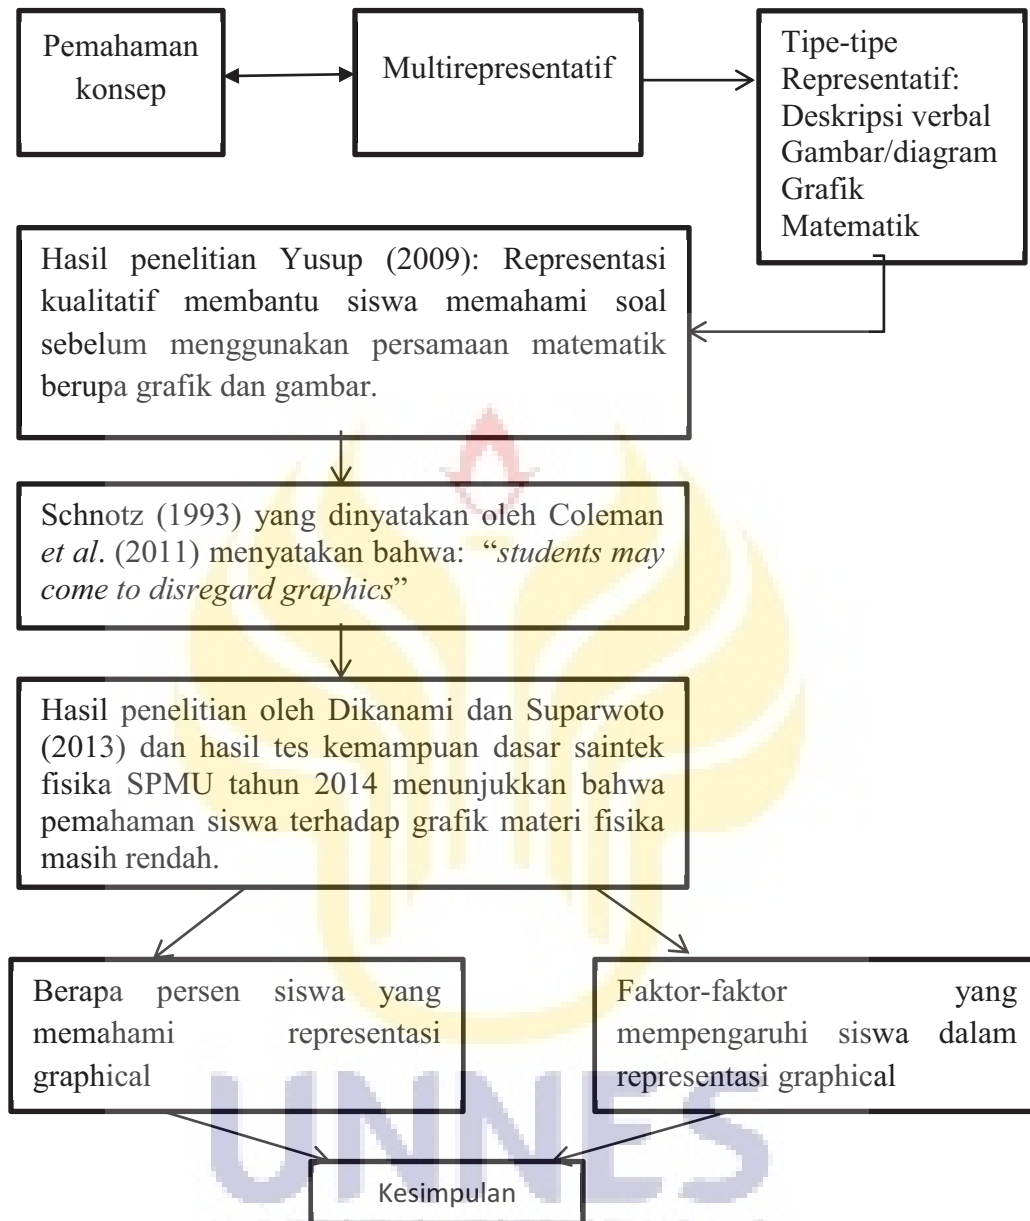 Pemahaman
konsep
Multirepresentatif
Tipe-tipe
Representatif:
Deskripsi verbal
Gambar/diagram
Grafik
Matematik
Hasil penelitian Yusup (2009): Representasi
kualitatif membantu siswa memahami soal
sebelum menggunakan persamaan matematik
berupa grafik dan gambar.
Schnotz (1993) yang dinyatakan oleh Coleman
et al. (2011) menyatakan bahwa: “students may
come to disregard graphics”
Hasil penelitian oleh Dikanami dan Suparwoto
(2013) dan hasil tes kemampuan dasar saintek
fisika SPMU tahun 2014 menunjukkan bahwa
pemahaman siswa terhadap grafik materi fisika
masih rendah.
Berapa persen siswa yang
memahami representasi
graphical
Faktor-faktor yang
mempengaruhi siswa dalam
representasi graphical
UNNES
Kesimpulan